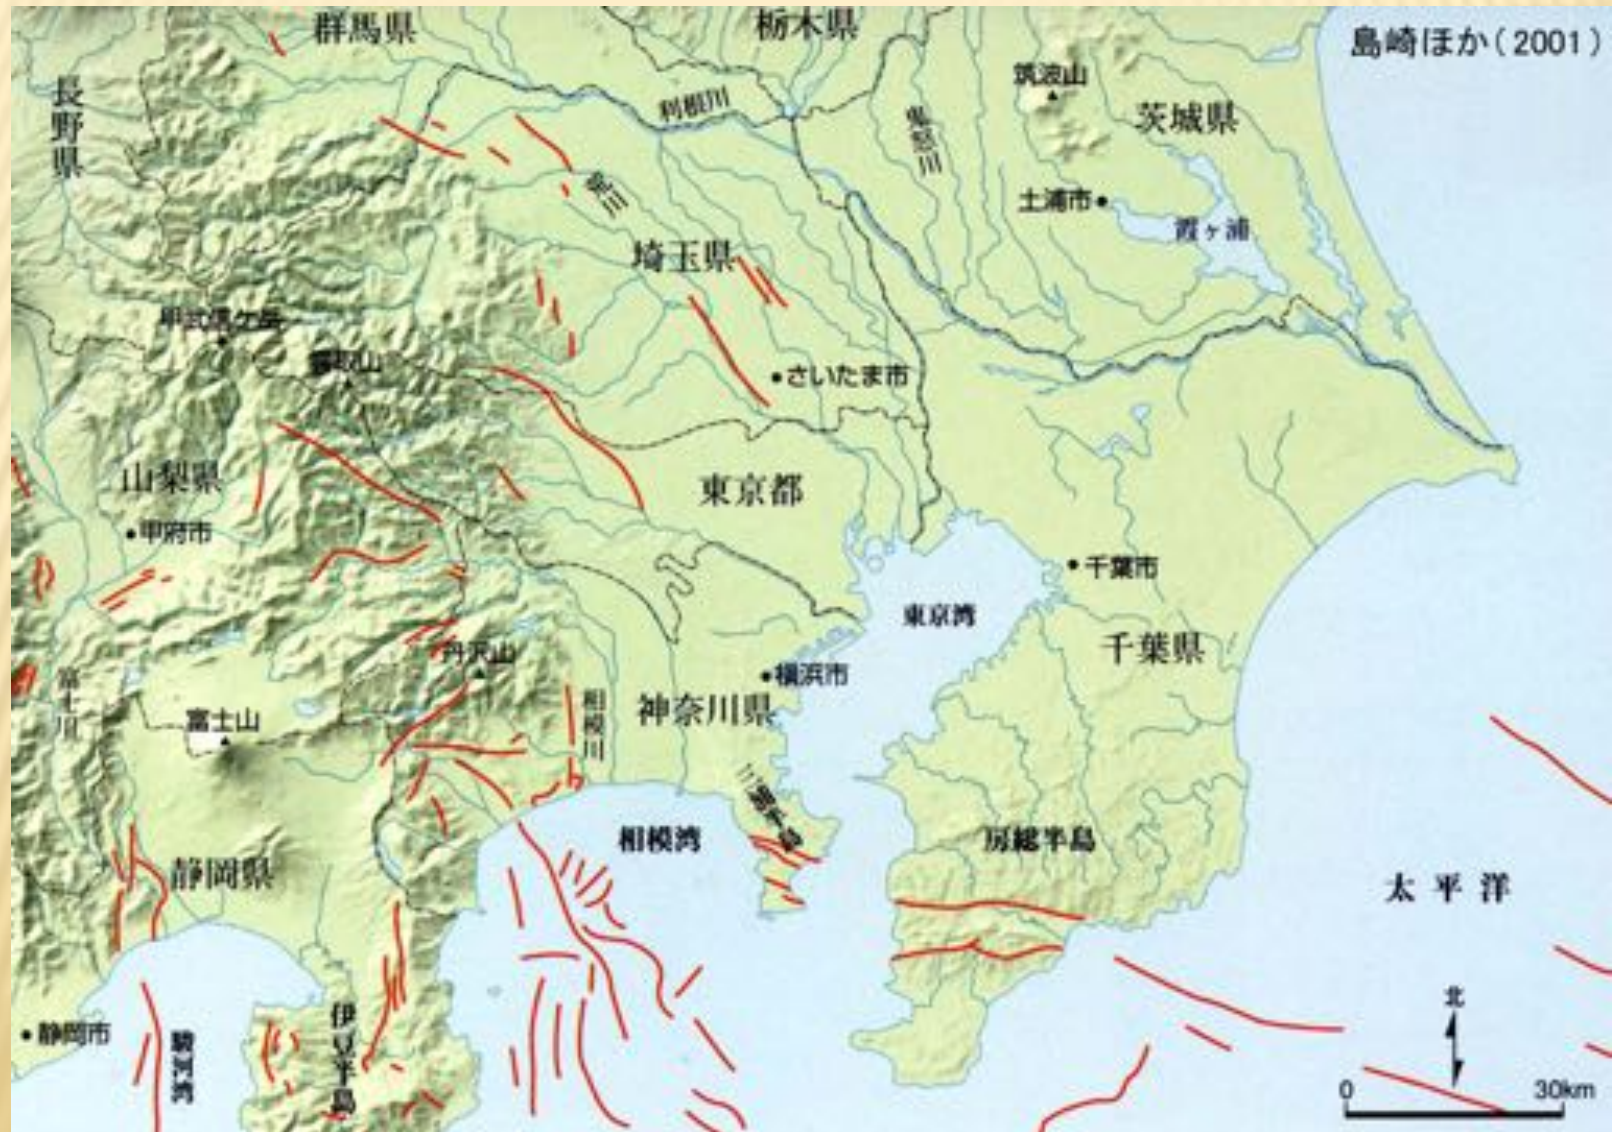 群馬県
栃木県
島崎ほか(2001)
長野県
利根川
筑波山
茨城県
土浦市
霞ヶ浦
荒川
埼玉県
甲武信ケ岳
雲取山
さいたま市
山梨県
甲府市
東京都
千葉市
東京湾
千葉県
丹沢山
横浜市
富士川
富士山
相模川
神奈川県
三浦半島
相模湾
房総半島
静岡県
太平洋
北
静岡市
駿河湾
伊豆半島
0 30km